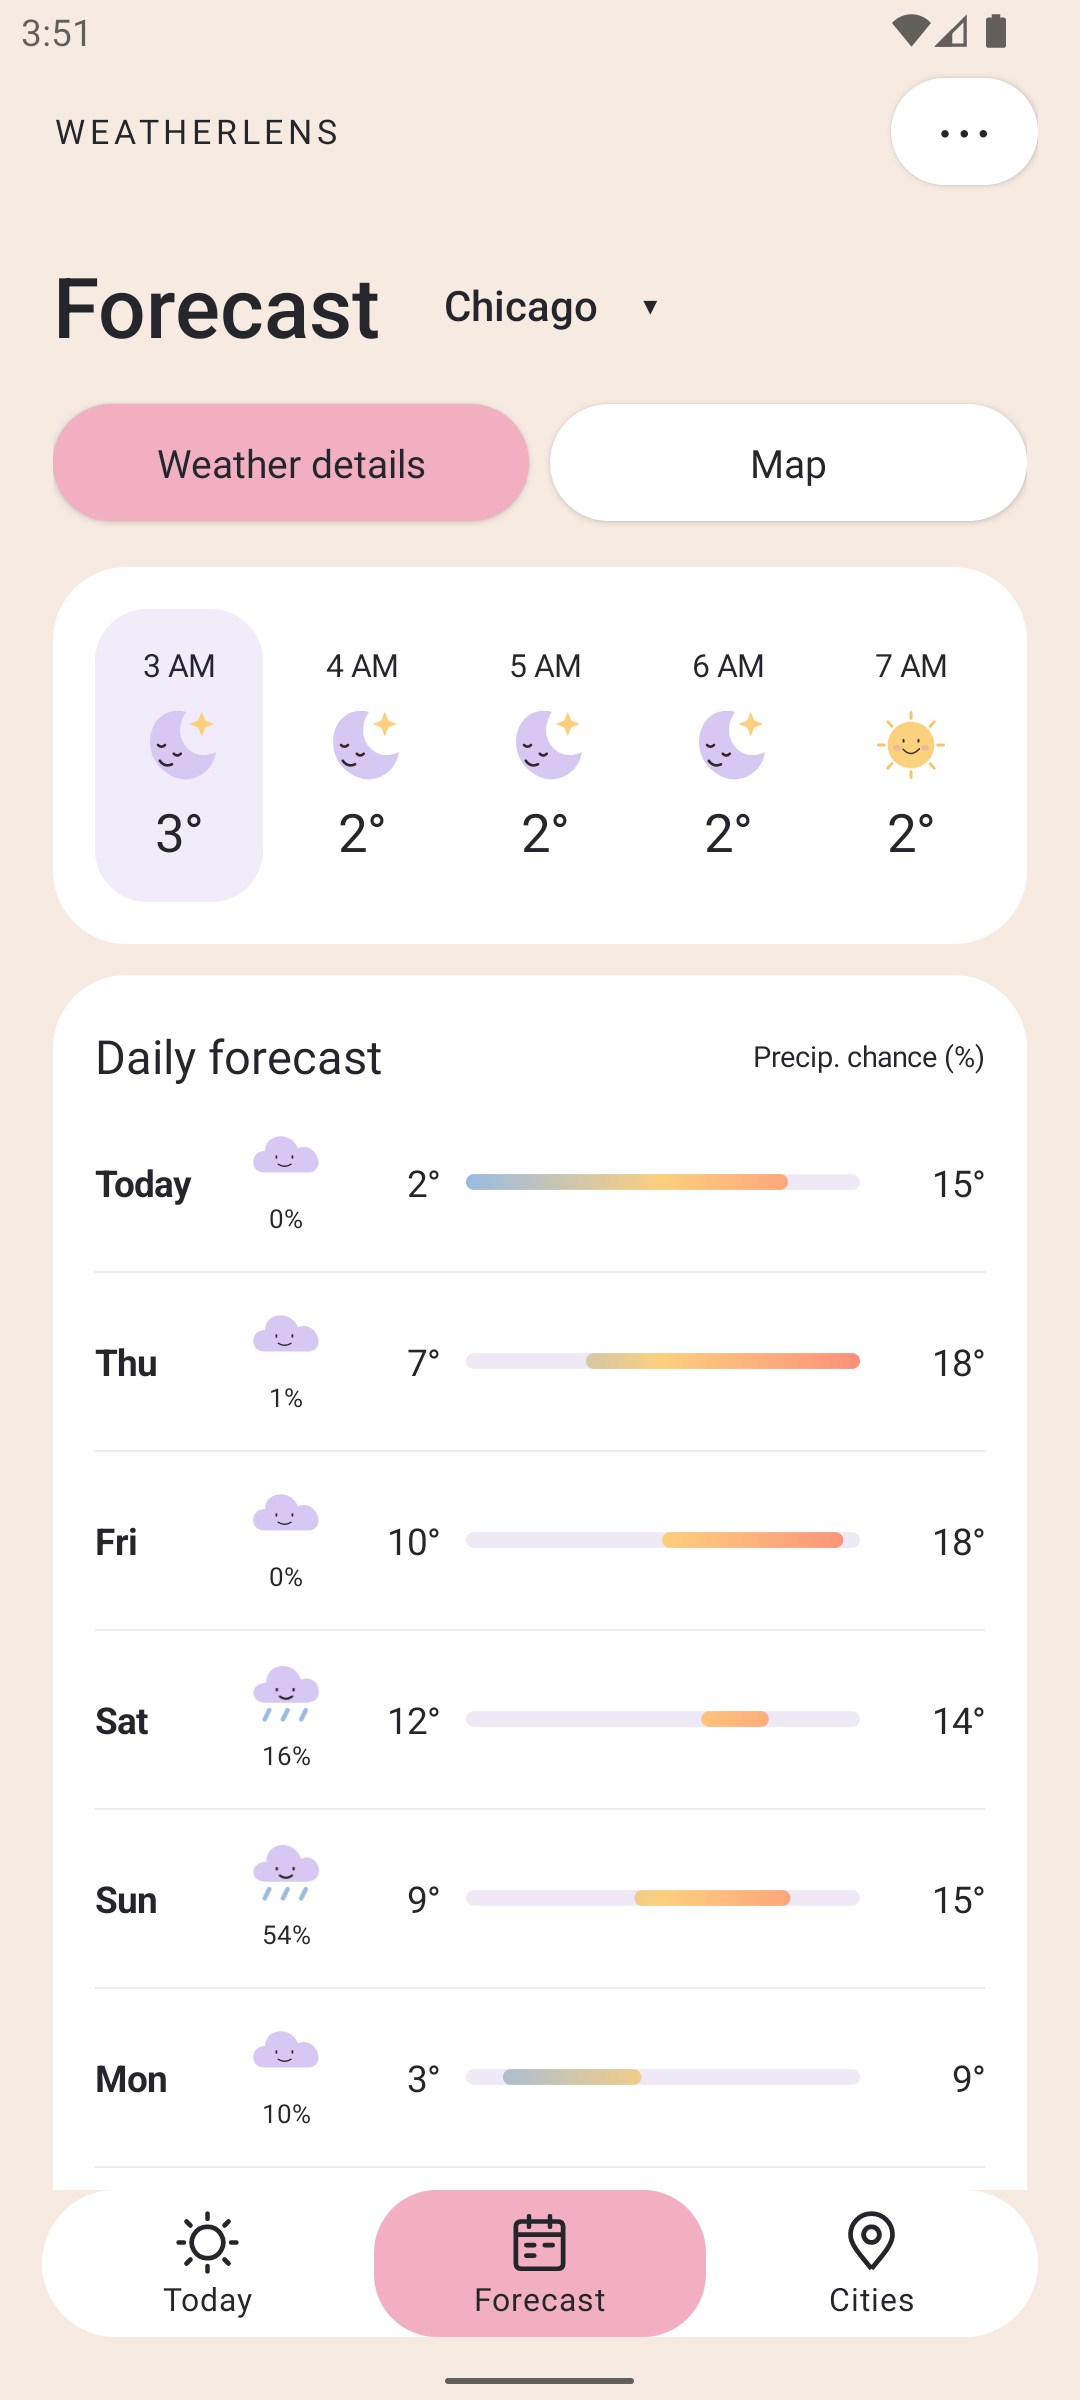 3:51
WEATHERLENS
Forecast Chicago ▼
Weather details Map
3 AM 4 AM 5 AM 6 AM 7 AM
3° 2° 2° 2° 2°
Daily forecast Precip. chance (%)
Today 0% 2° 15°
Thu 1% 7° 18°
Fri 0% 10° 18°
Sat 16% 12° 14°
Sun 54% 9° 15°
Mon 10% 3° 9°
Today Forecast Cities